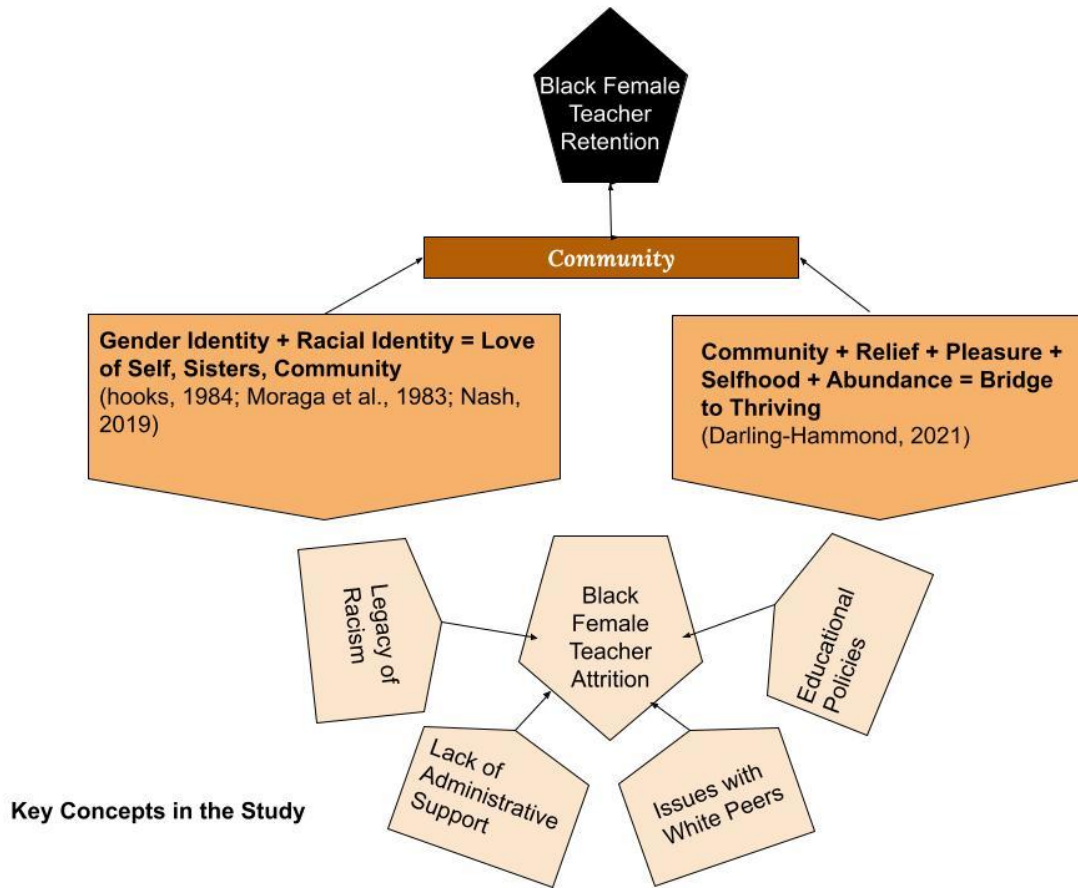 Black Female
Teacher
Retention
Community
Gender Identity + Racial Identity = Love
of Self, Sisters, Community
(hooks, 1984; Moraga et al., 1983; Nash,
2019)
Community + Relief + Pleasure +
Selfhood + Abundance = Bridge
to Thriving
(Darling-Hammond, 2021)
Legacy of
Racism
Black
Female
Teacher
Attrition
Educational
Policies
Lack of
Administrative
Support
Issues with
White Peers
Key Concepts in the Study